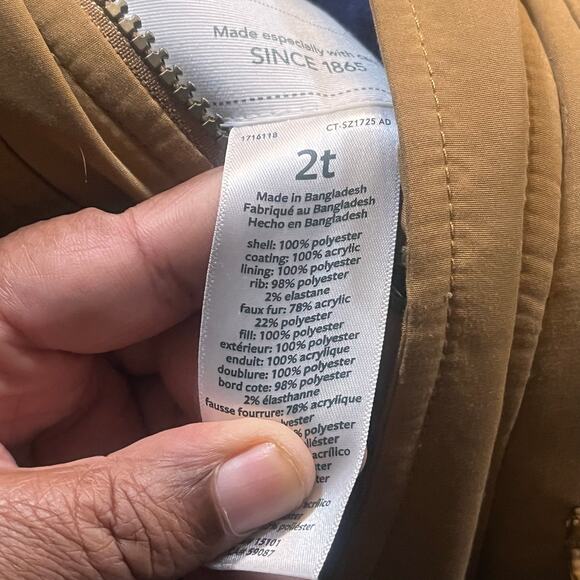 Made especially with
SINCE 1865
1716118
CT-SZ1725 AD
2t
Made in Bangladesh
Fabriqué au Bangladesh
Hecho en Bangladesh
shell: 100% polyester
coating: 100% acrylic
lining: 100% polyester
rib: 98% polyester
2% elastane
faux fur: 78% acrylic
22% polyester
fill: 100% polyester
extérieur: 100% polyester
enduit: 100% acrylique
doublure: 100% polyester
bord cote: 98% polyester
2% élasthanne
fausse fourrure: 78% acrylique
polyester
15101
59087